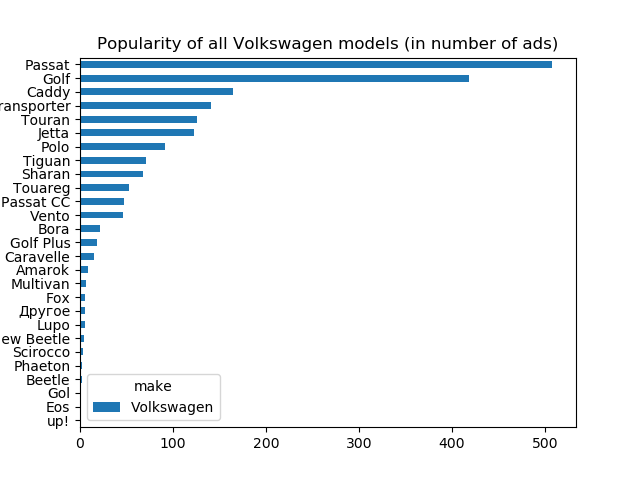 Popularity of all Volkswagen models (in number of ads)
Passat
Golf
Caddy
ransporter
Touran
Jetta
Polo
Tiguan
Sharan
Touareg
Passat CC
Vento
Bora
Golf Plus
Caravelle
Amarok
Multivan
Fox
Другое
Lupo
ew Beetle
Scirocco
Phaeton
Beetle
Gol
Eos
up!
make
Volkswagen
0 100 200 300 400 500